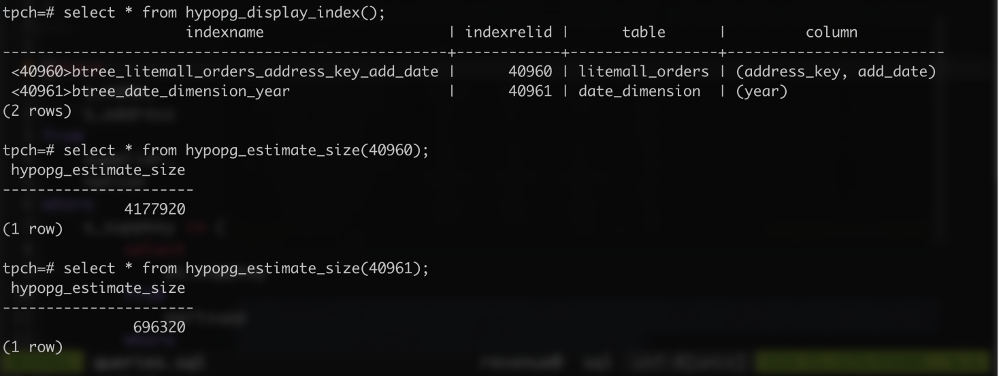 tpch=# select * from hypopg_display_index();
                     indexname                     | indexrelid |      table      |         column
---------------------------------------------------+------------+-----------------+-------------------------
 <40960>btree_litemall_orders_address_key_add_date |      40960 | litemall_orders | (address_key, add_date)
 <40961>btree_date_dimension_year                  |      40961 | date_dimension  | (year)
(2 rows)

tpch=# select * from hypopg_estimate_size(40960);
 hypopg_estimate_size
----------------------
              4177920
(1 row)

tpch=# select * from hypopg_estimate_size(40961);
 hypopg_estimate_size
----------------------
               696320
(1 row)